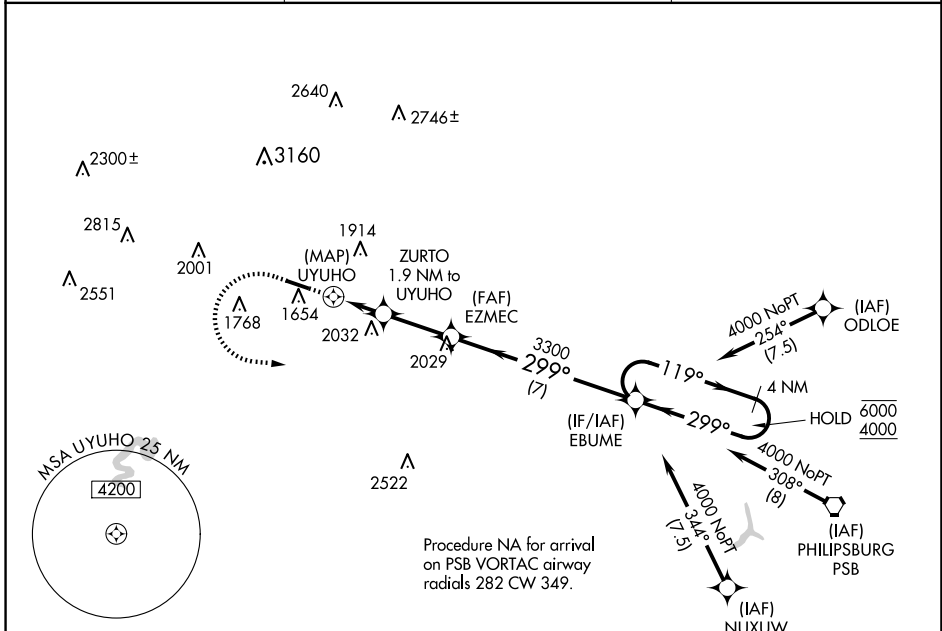 2640
2746±
3160
2300±
2815
2001
2551
1914
(MAP)
UYUHO
ZURTO
1.9 NM to
UYUHO
(FAF)
EZMEC
1768
1654
2032
2029
3300
299°
(7)
4000 NoPT
254°
(7.5)
(IAF)
ODLOE
119°
4 NM
299°
HOLD
6000
4000
(IF/IAF)
EBUME
4000 NoPT
308°
(8)
(IAF)
PHILIPSBURG
PSB
4000 NoPT
344°
(7.5)
(IAF)
NUXUW
2522
MSA UYUHO 25 NM
4200
Procedure NA for arrival
on PSB VORTAC airway
radials 282 CW 349.